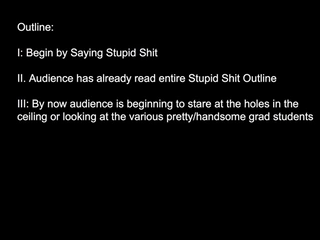 Outline:
I: Begin by Saying Stupid Shit
II. Audience has already read entire Stupid Shit Outline
III: By now audience is beginning to stare at the holes in the
ceiling or looking at the various pretty/handsome grad students